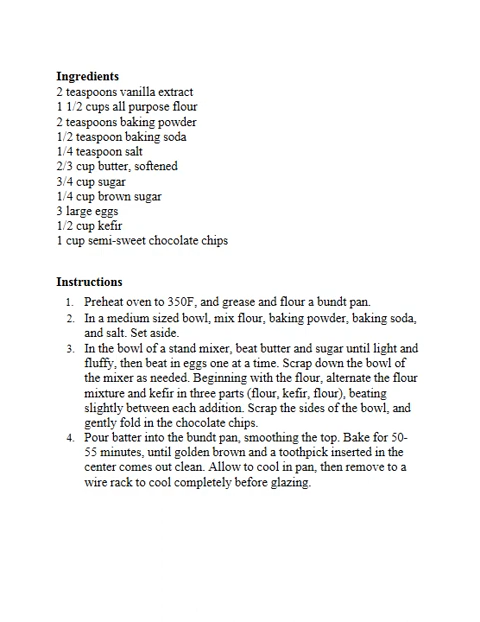 Ingredients
2 teaspoons vanilla extract
1 1/2 cups all purpose flour
2 teaspoons baking powder
1/2 teaspoon baking soda
1/4 teaspoon salt
2/3 cup butter, softened
3/4 cup sugar
1/4 cup brown sugar
3 large eggs
1/2 cup kefir
1 cup semi-sweet chocolate chips
Instructions
1. Preheat oven to 350F, and grease and flour a bundt pan.
2. In a medium sized bowl, mix flour, baking powder, baking soda,
and salt. Set aside.
3. In the bowl of a stand mixer, beat butter and sugar until light and
fluffy, then beat in eggs one at a time. Scrap down the bowl of
the mixer as needed. Beginning with the flour, alternate the flour
mixture and kefir in three parts (flour, kefir, flour), beating
slightly between each addition. Scrap the sides of the bowl, and
gently fold in the chocolate chips.
4. Pour batter into the bundt pan, smoothing the top. Bake for 50-
55 minutes, until golden brown and a toothpick inserted in the
center comes out clean. Allow to cool in pan, then remove to a
wire rack to cool completely before glazing.